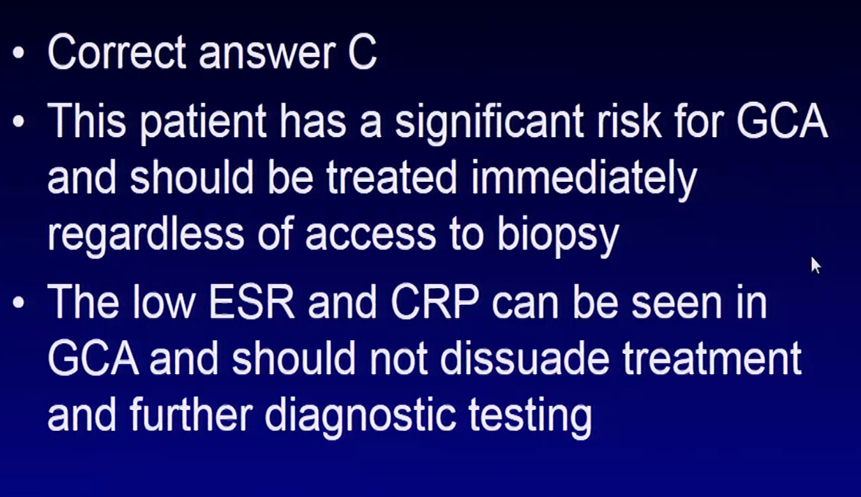 • Correct answer C
• This patient has a significant risk for GCA
and should be treated immediately
regardless of access to biopsy
• The low ESR and CRP can be seen in
GCA and should not dissuade treatment
and further diagnostic testing